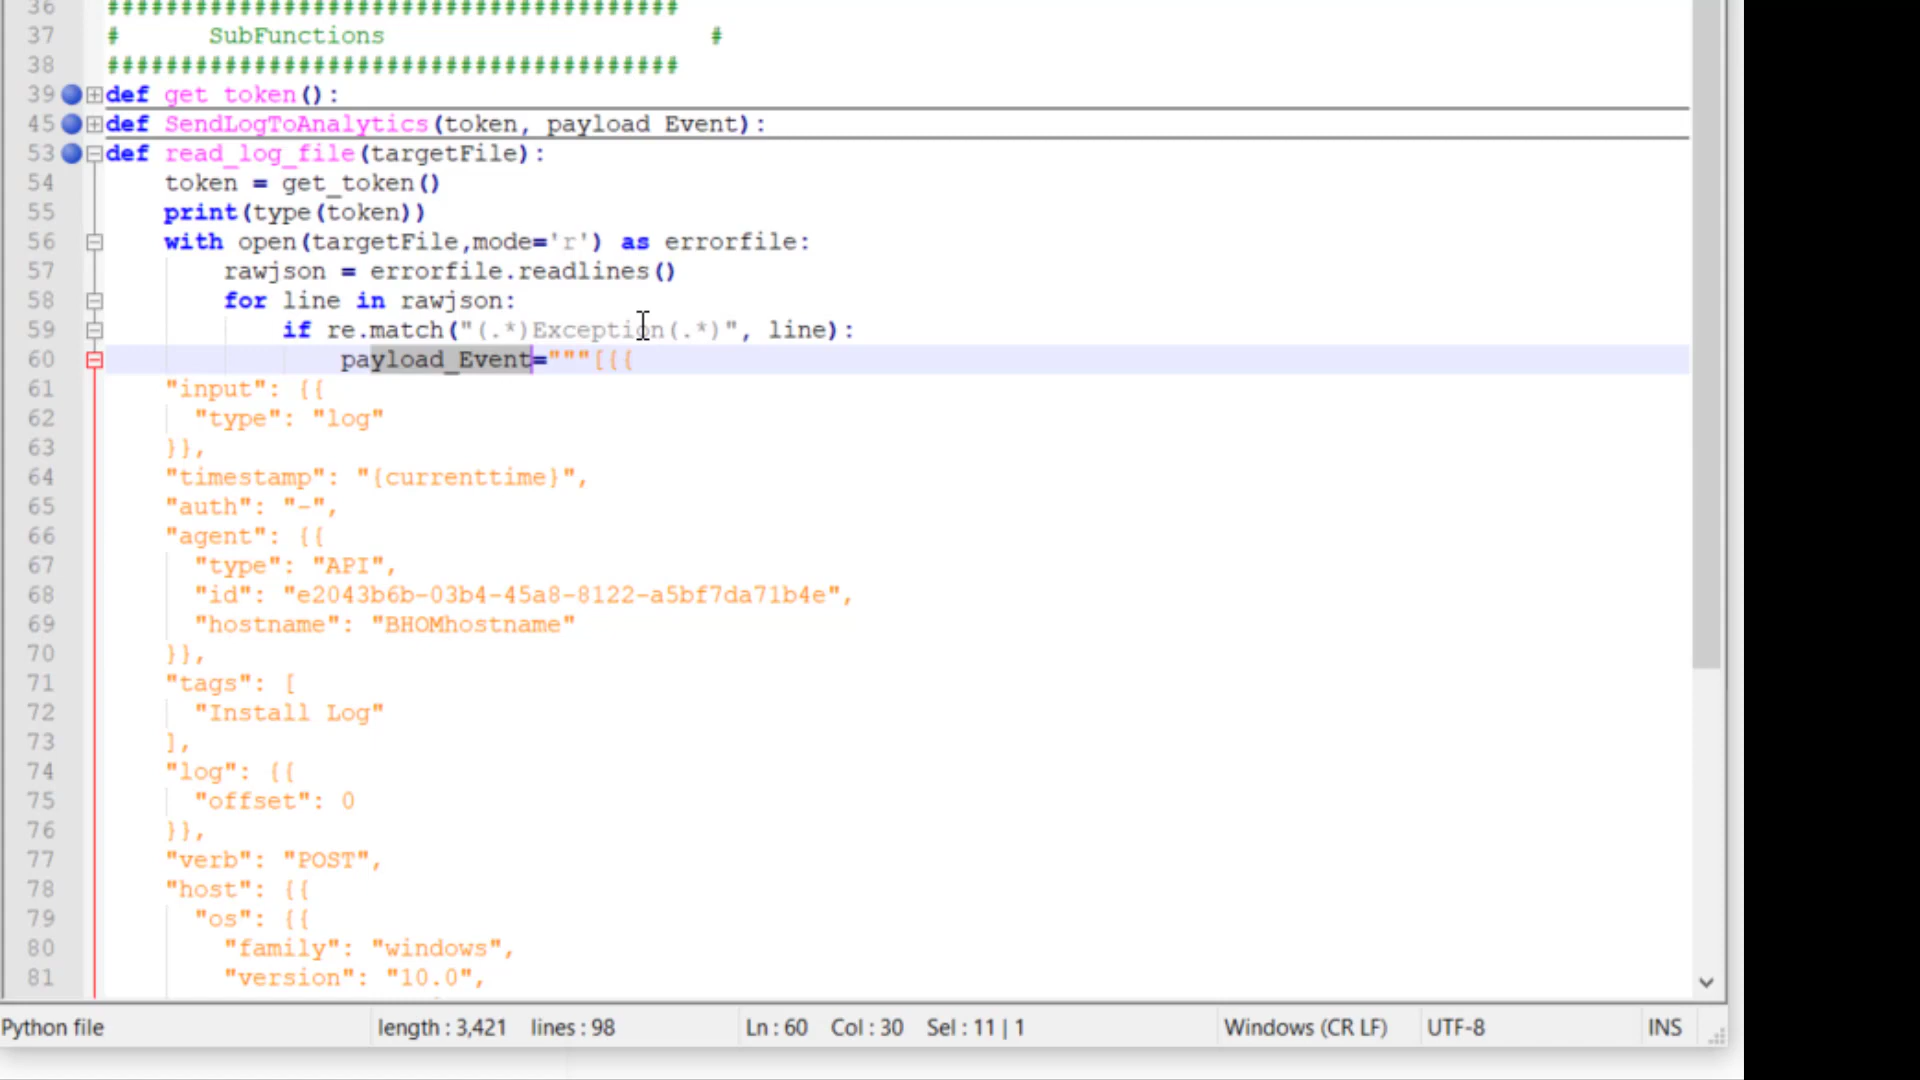 36 #######################################
37 # SubFunctions #
38 #######################################
39 def get_token():
45 def SendLogToAnalytics(token, payload_Event):
53 def read_log_file(targetFile):
54 token = get_token()
55 print(type(token))
56 with open(targetFile,mode='r') as errorfile:
57 rawjson = errorfile.readlines()
58 for line in rawjson:
59 if re.match("(.*)Exception(.*)", line):
60 payload_Event="""[{{
61 "input": {{
62 "type": "log"
63 }},
64 "timestamp": "{currenttime}",
65 "auth": "-",
66 "agent": {{
67 "type": "API",
68 "id": "e2043b6b-03b4-45a8-8122-a5bf7da71b4e",
69 "hostname": "BHOMhostname"
70 }},
71 "tags": [
72 "Install Log"
73 ],
74 "log": {{
75 "offset": 0
76 }},
77 "verb": "POST",
78 "host": {{
79 "os": {{
80 "family": "windows",
81 "version": "10.0",
Python file length : 3,421 lines : 98 Ln : 60 Col : 30 Sel : 11 | 1 Windows (CR LF) UTF-8 INS